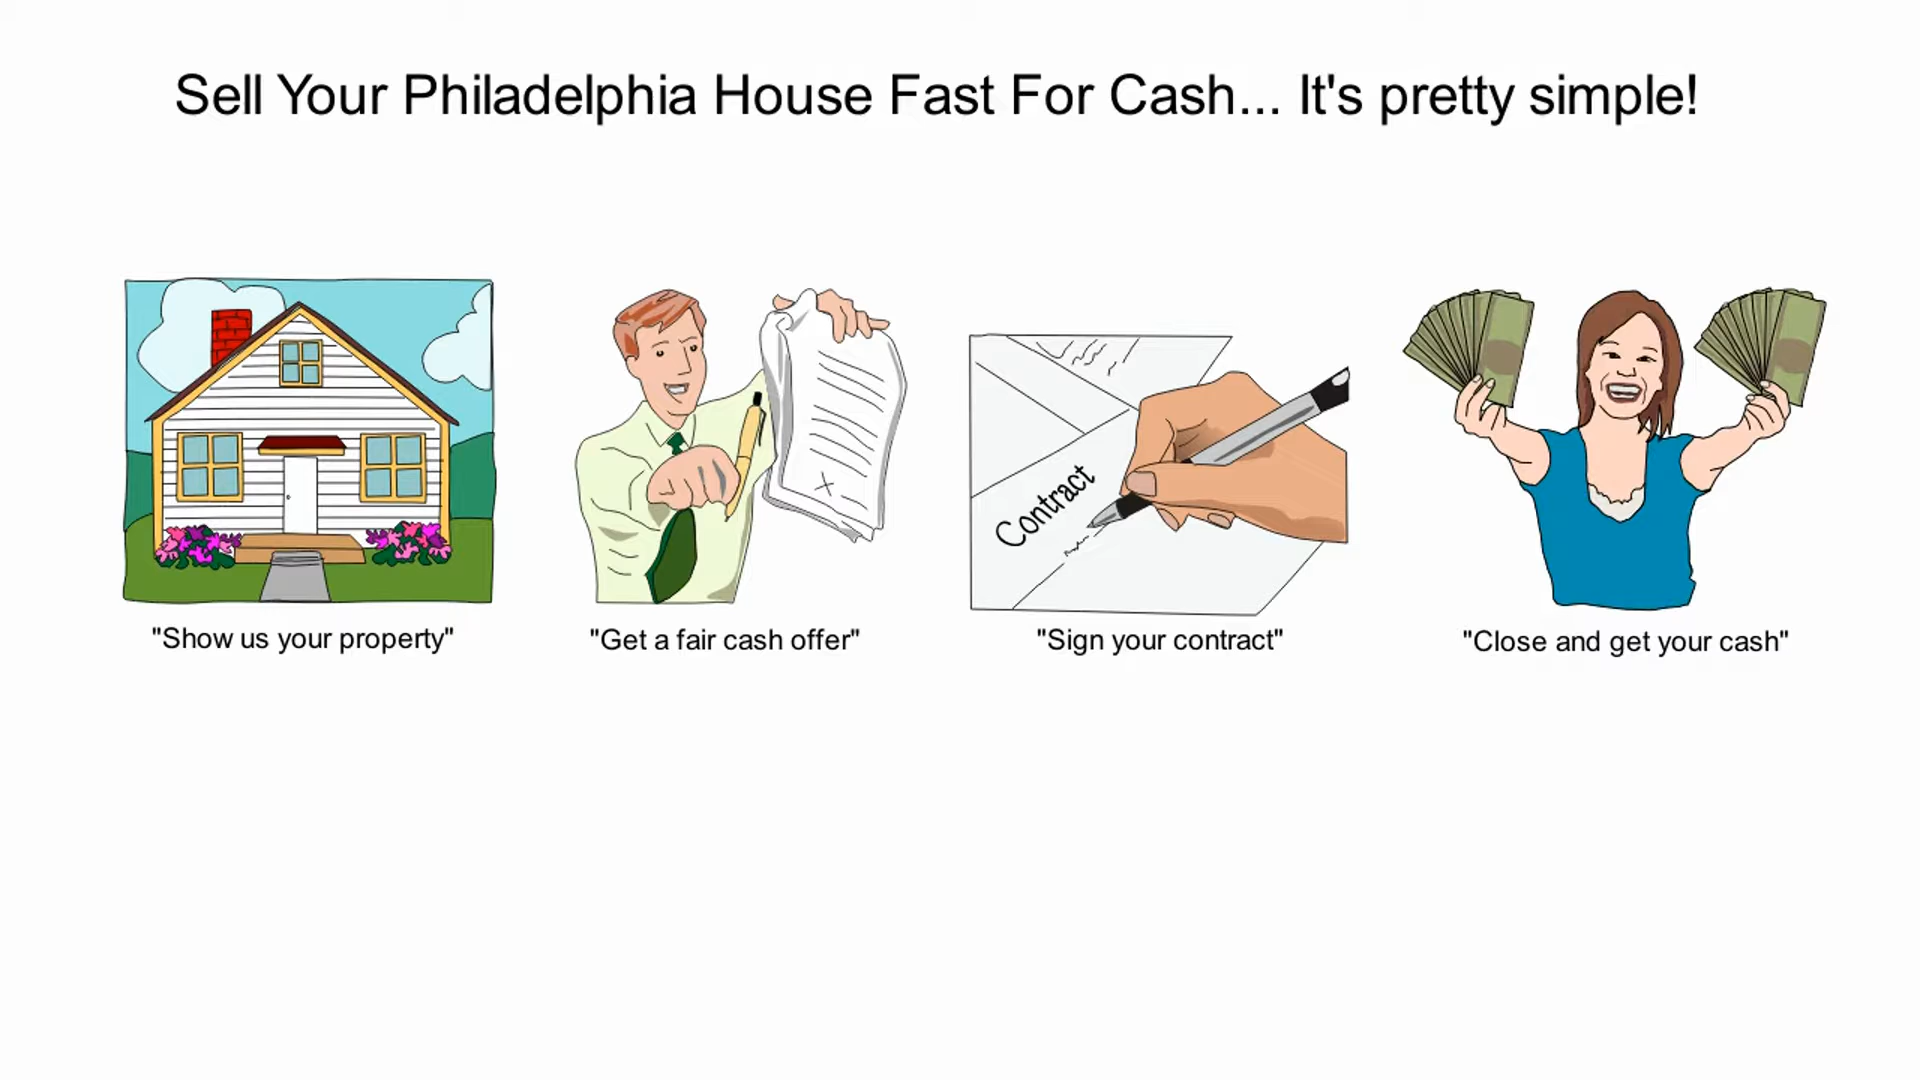 Sell Your Philadelphia House Fast For Cash... It's pretty simple!
Contract
"Show us your property"
"Get a fair cash offer"
"Sign your contract"
"Close and get your cash"